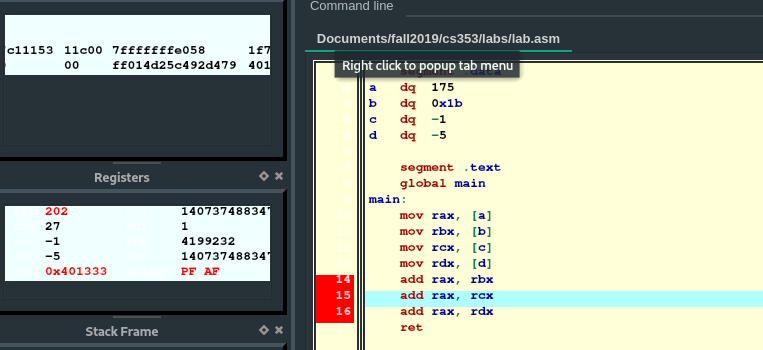 Command line
c11153 11c00 7fffffffe058 1f7
00 ff014d25c492d479 401
Documents/fall2019/cs353/labs/lab.asm
Right click to popup tab menu
segment .data
a dq 175
b dq 0x1b
c dq -1
d dq -5
segment .text
global main
main:
mov rax, [a]
mov rbx, [b]
mov rcx, [c]
mov rdx, [d]
14 add rax, rbx
15 add rax, rcx
16 add rax, rdx
ret
Registers
202 14073748834
27 1
-1 4199232
-5 14073748834
0x401333 PF AF
Stack Frame